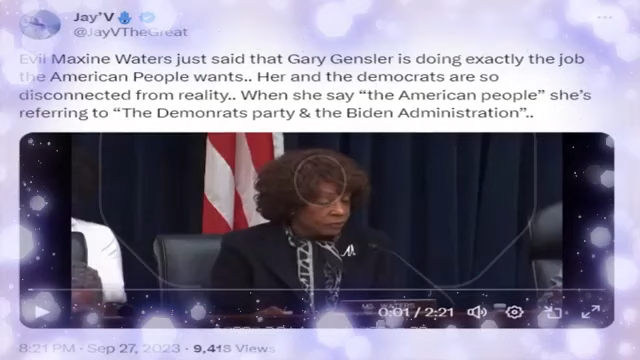 Jay'V
@JayVTheGreat
Evil Maxine Waters just said that Gary Gensler is doing exactly the job
the American People wants.. Her and the democrats are so
disconnected from reality.. When she say “the American people” she's
referring to “The Demonrats party & the Biden Administration”..
MS. WATERS
0:01 / 2:21
8:21 PM · Sep 27, 2023 · 9,418 Views